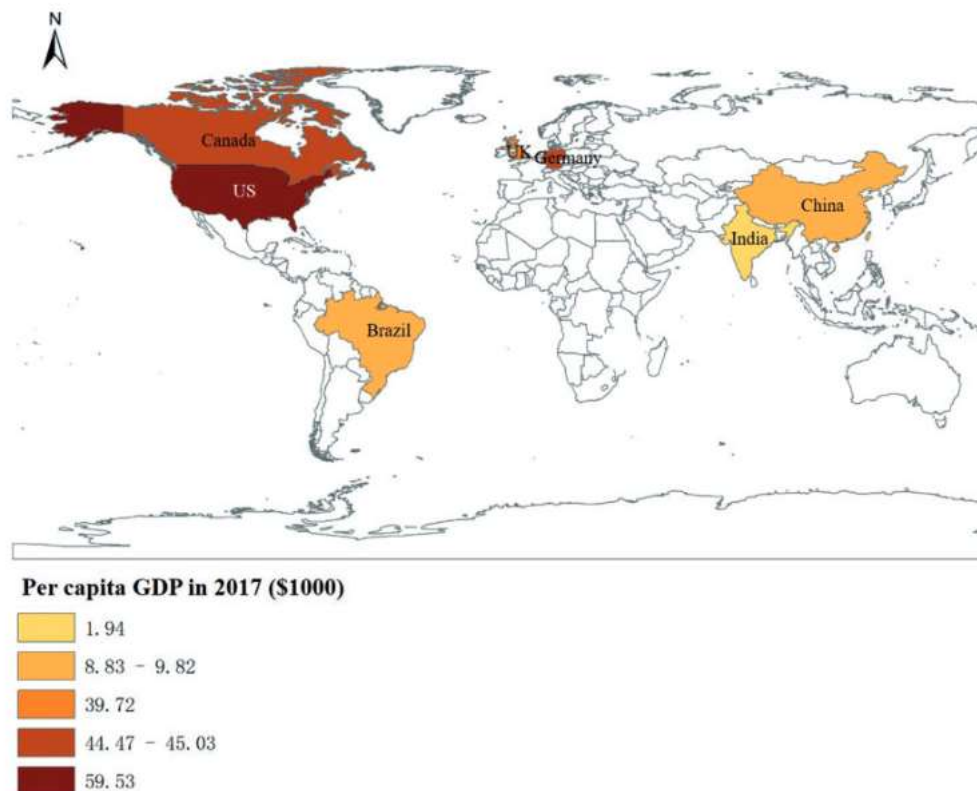 N
Canada
UK
Germany
US
China
India
Brazil
Per capita GDP in 2017 ($1000)
1.94
8.83 - 9.82
39.72
44.47 - 45.03
59.53